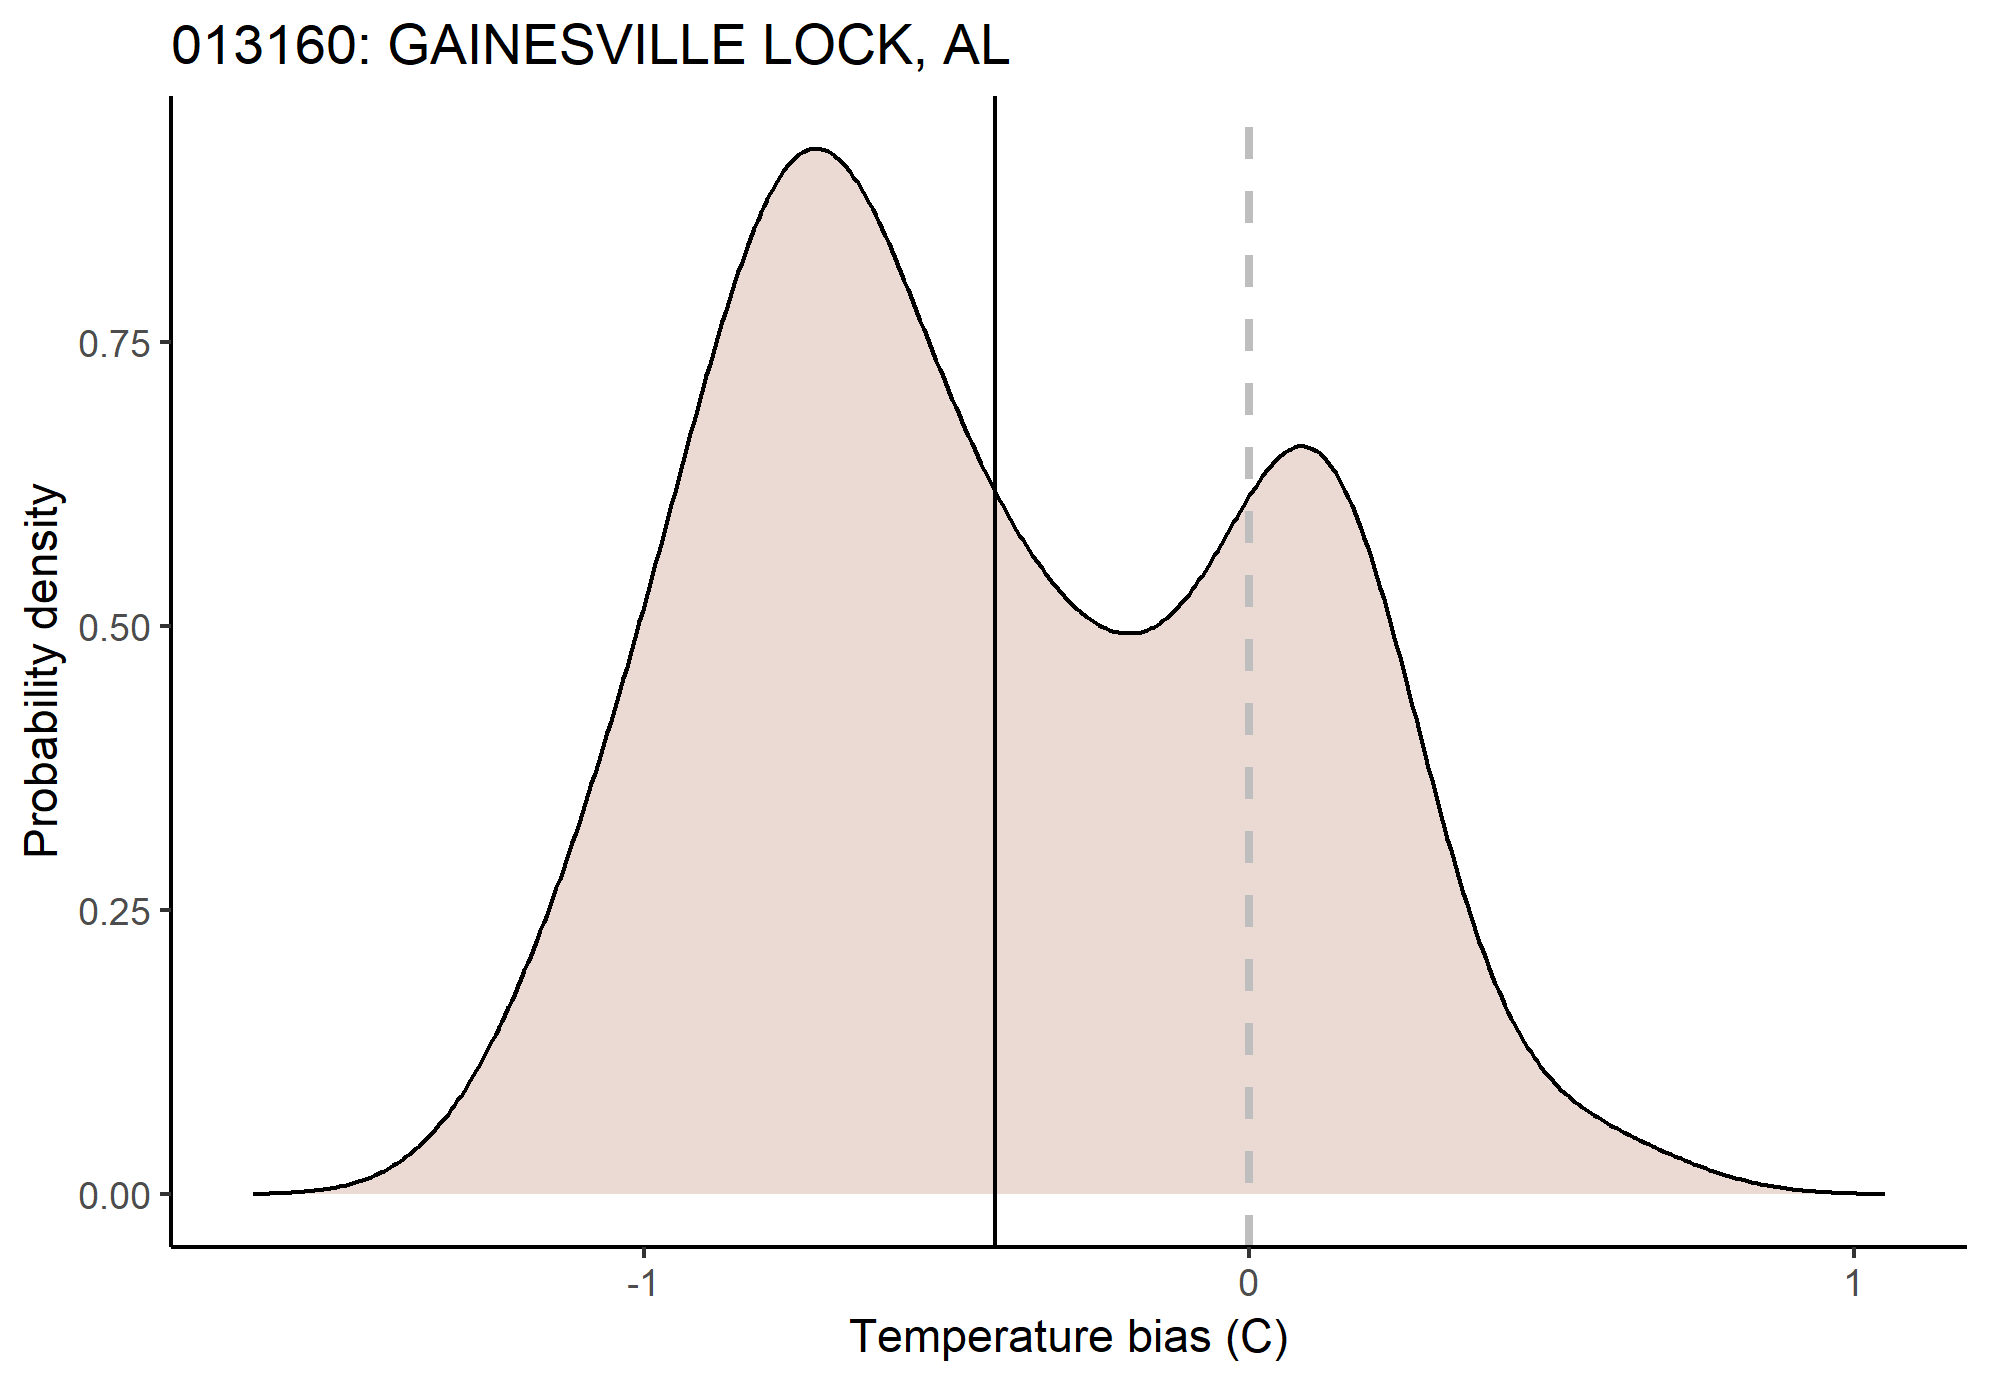 013160: GAINESVILLE LOCK, AL
Probability density
0.75
0.50
0.25
0.00
-1
0
1
Temperature bias (C)